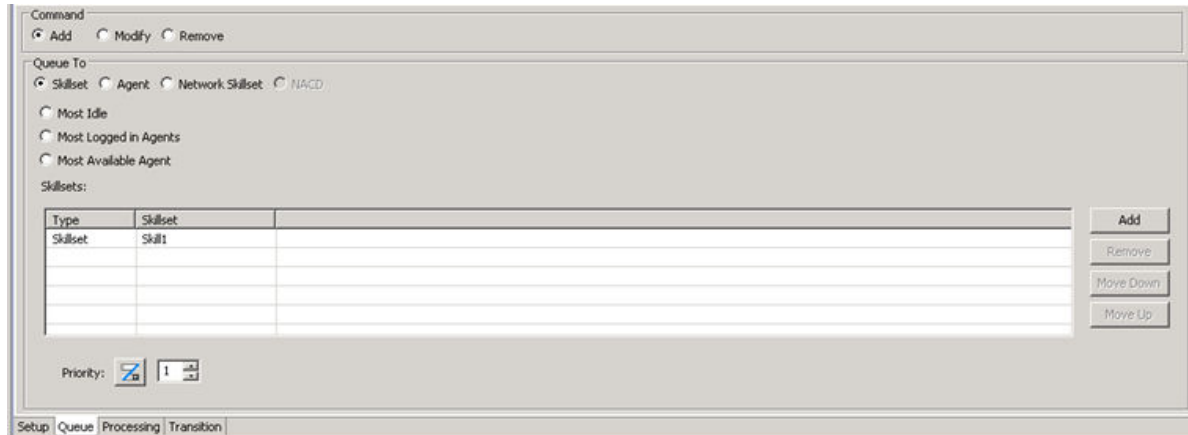 Command
Add Modify Remove
Queue To
Skillset Agent Network Skillset NACD
Most Idle
Most Logged in Agents
Most Available Agent
Skillsets:
Type Skillset
Skillset Skill1
Add
Remove
Move Down
Move Up
Priority: 1
Setup Queue Processing Transition